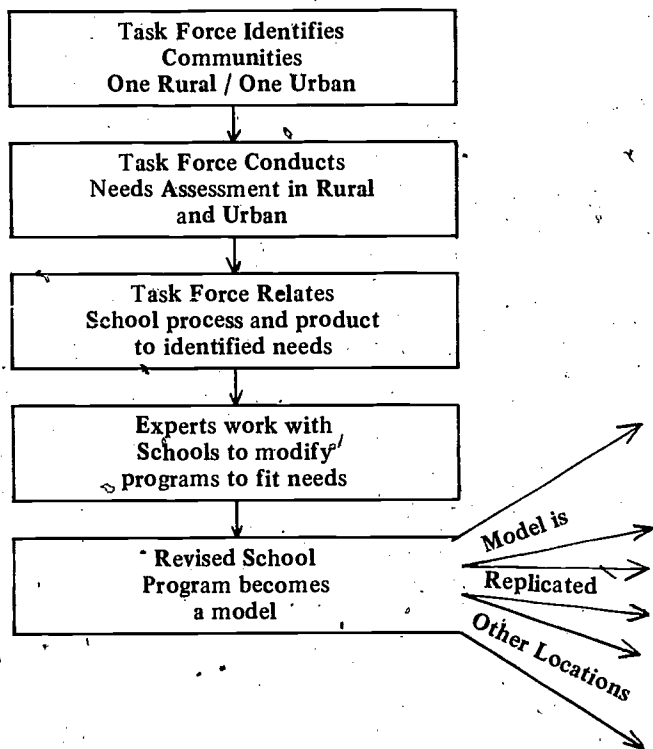 Task Force Identifies
Communities
One Rural / One Urban
Task Force Conducts
Needs Assessment in Rural
and Urban
Task Force Relates
School process and product
to identified needs
Experts work with
Schools to modify
programs to fit needs
Revised School
Program becomes
a model
Model is
Replicated
Other Locations